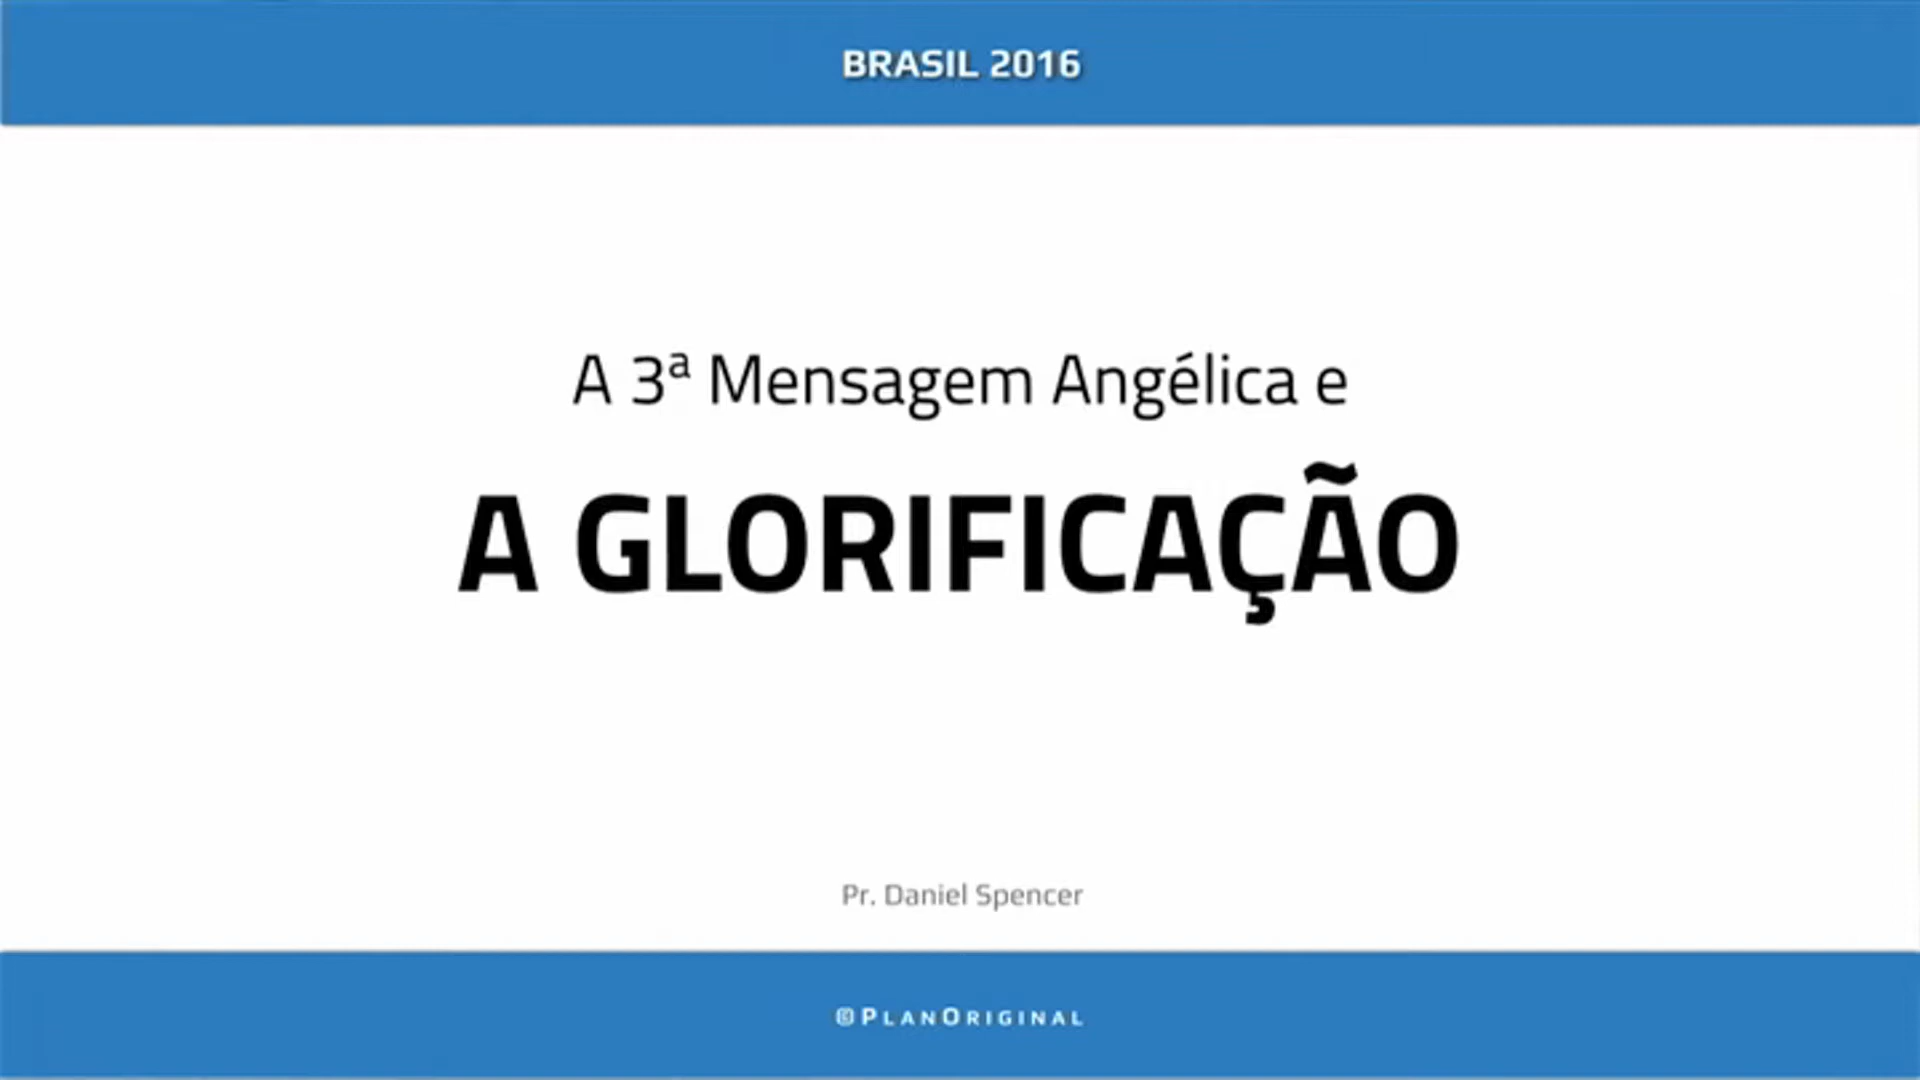 BRASIL 2016
A 3ª Mensagem Angélica e
A GLORIFICAÇÃO
Pr. Daniel Spencer
©PLANORIGINAL